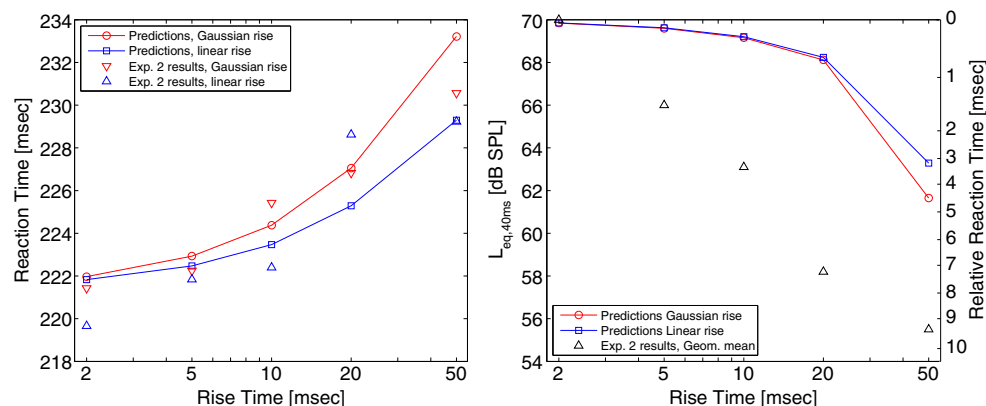 234
232
230
228
226
224
222
220
218
Reaction Time [msec]
Predictions, Gaussian rise
Predictions, linear rise
Exp. 2 results, Gaussian rise
Exp. 2 results, linear rise
2 5 10 20 50
Rise Time [msec]
70
68
66
64
62
60
58
56
54
L eq,40ms [dB SPL]
Predictions Gaussian rise
Predictions Linear rise
Exp. 2 results, Geom. mean
2 5 10 20 50
Rise Time [msec]
0
1
2
3
4
5
6
7
8
9
10
Relative Reaction Time [msec]